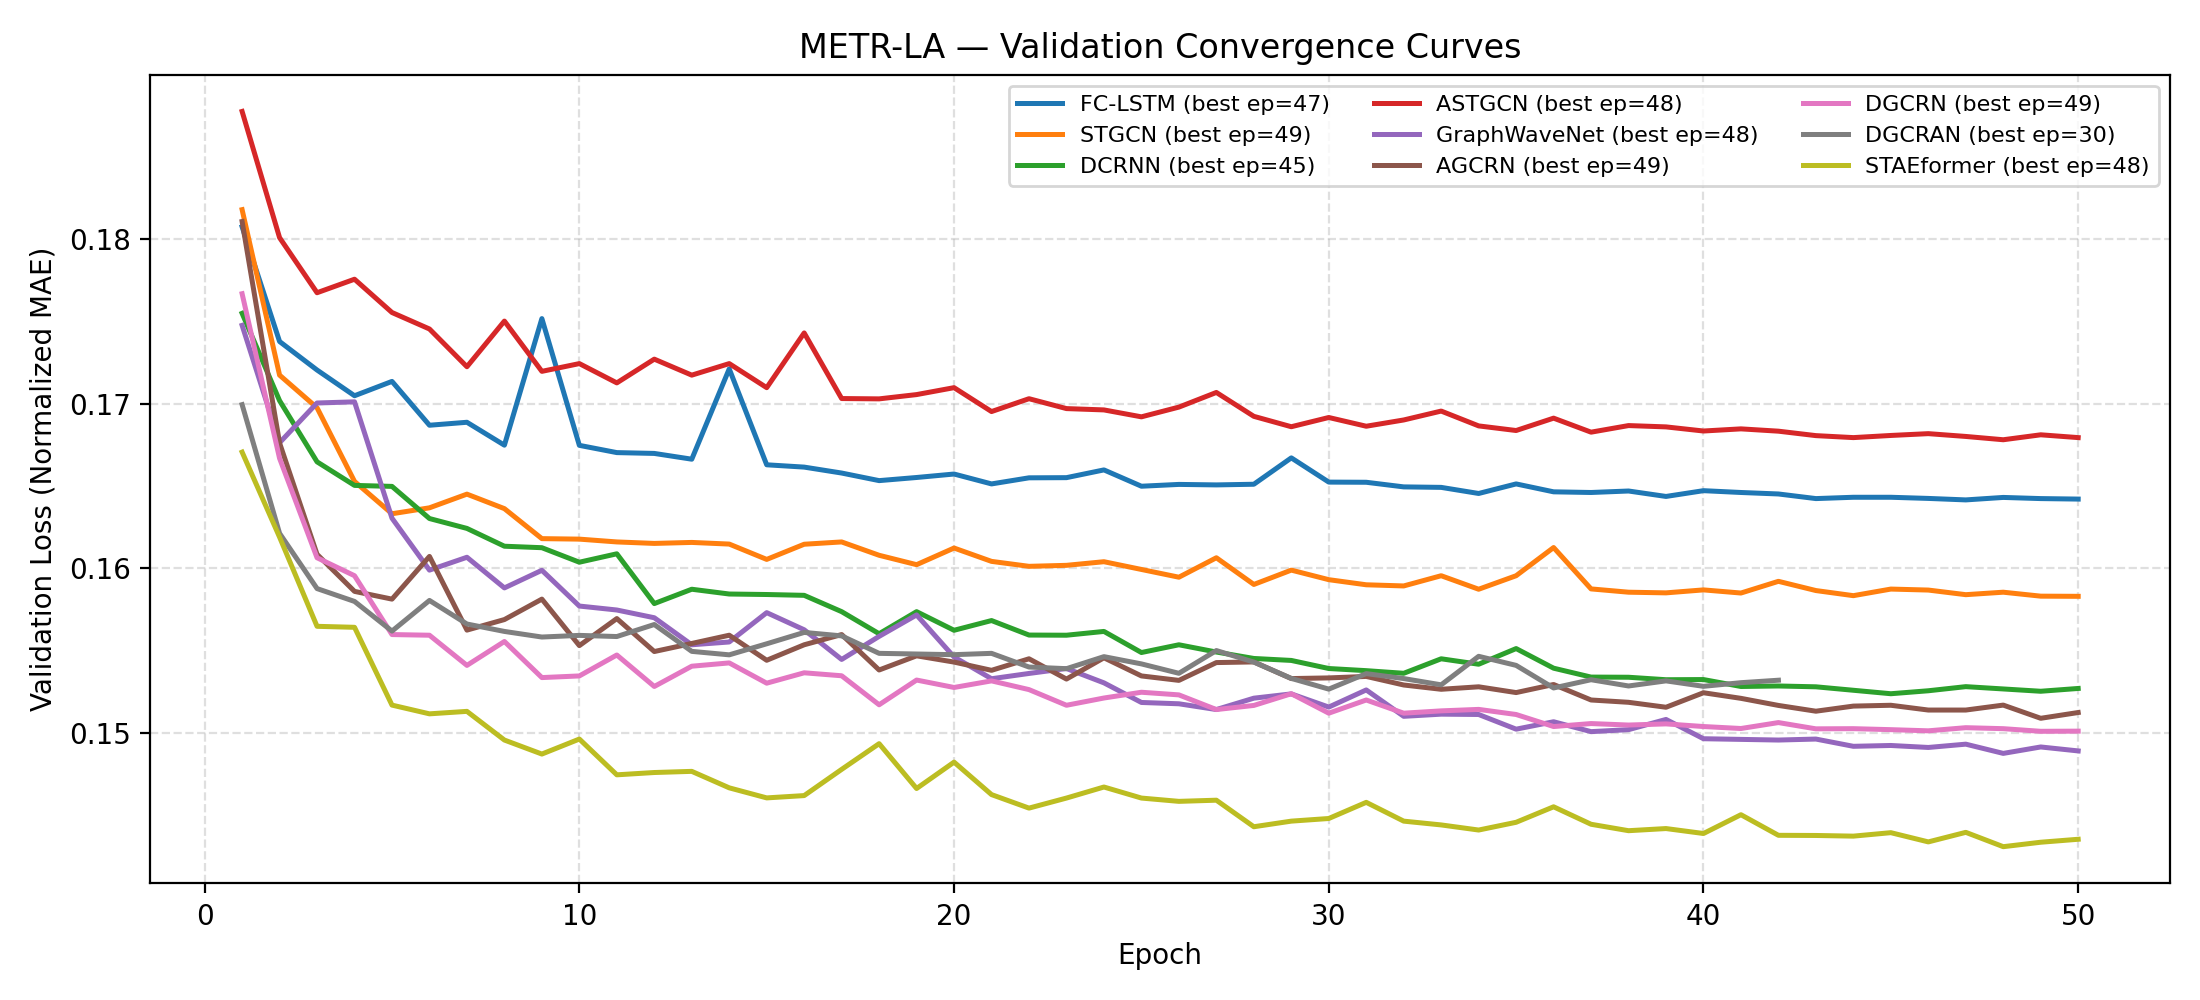 METR-LA — Validation Convergence Curves
FC-LSTM (best ep=47)
STGCN (best ep=49)
DCRNN (best ep=45)
ASTGCN (best ep=48)
GraphWaveNet (best ep=48)
AGCRN (best ep=49)
DGCRN (best ep=49)
DGCRAN (best ep=30)
STAEformer (best ep=48)
Validation Loss (Normalized MAE)
0.18
0.17
0.16
0.15
0
10
20
30
40
50
Epoch